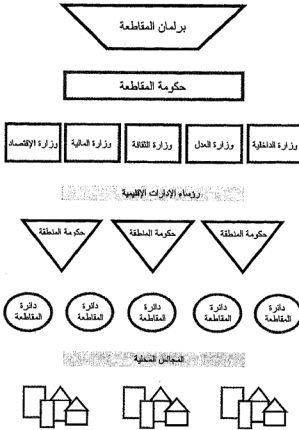 برلمان المقاطعة
حكومة المقاطعة
وزارة الداخلية وزارة العدل وزارة الثقافة وزارة المالية وزارة الإقتصاد
رؤساء الإدارات الإقليمية
حكومة المنطقة حكومة المنطقة حكومة المنطقة
دائرة دائرة دائرة دائرة دائرة
المقاطعة المقاطعة المقاطعة المقاطعة المقاطعة
المجالس المحلية